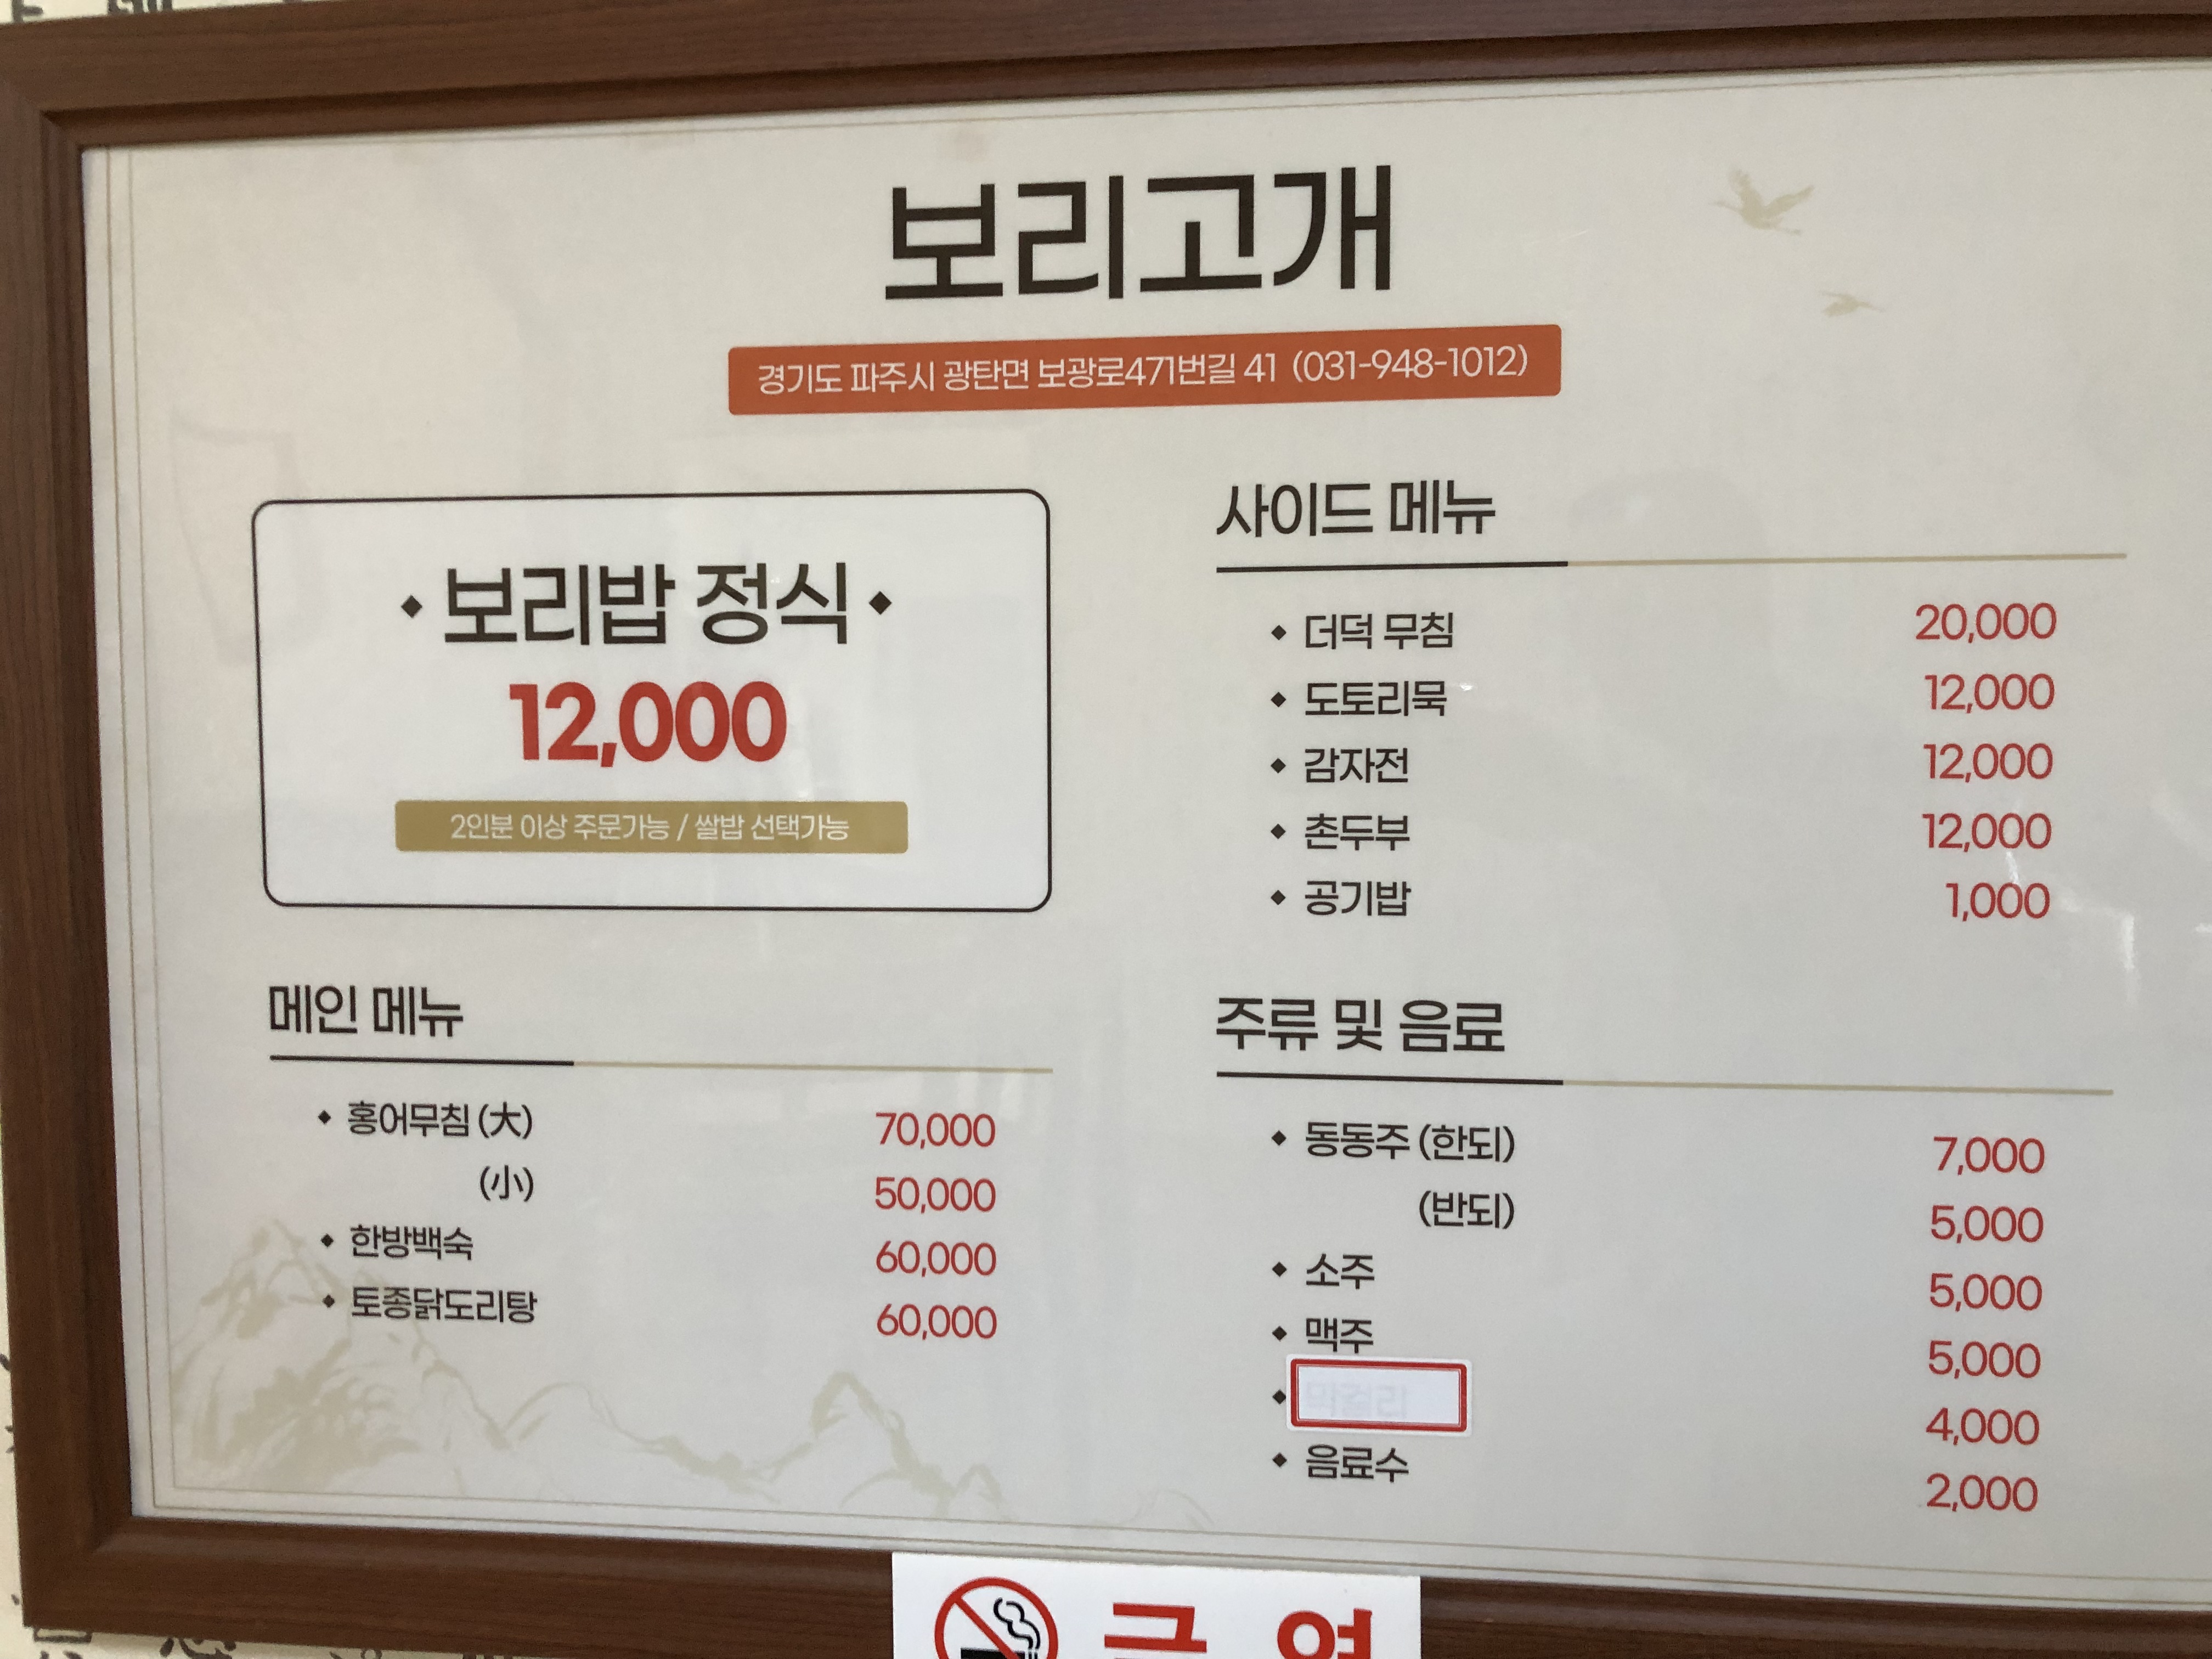 보리고개
경기도 파주시 광탄면 보광로471번길 41 (031-948-1012)
보리밥 정식
12,000
2인분 이상 주문가능 / 쌀밥 선택가능
메인 메뉴
홍어무침 (大) 70,000
(小) 50,000
한방백숙 60,000
토종닭도리탕 60,000
사이드 메뉴
더덕 무침 20,000
도토리묵 12,000
감자전 12,000
촌두부 12,000
공기밥 1,000
주류 및 음료
동동주 (한되) 7,000
(반되) 5,000
소주 5,000
맥주 5,000
막걸리 4,000
음료수 2,000
금연